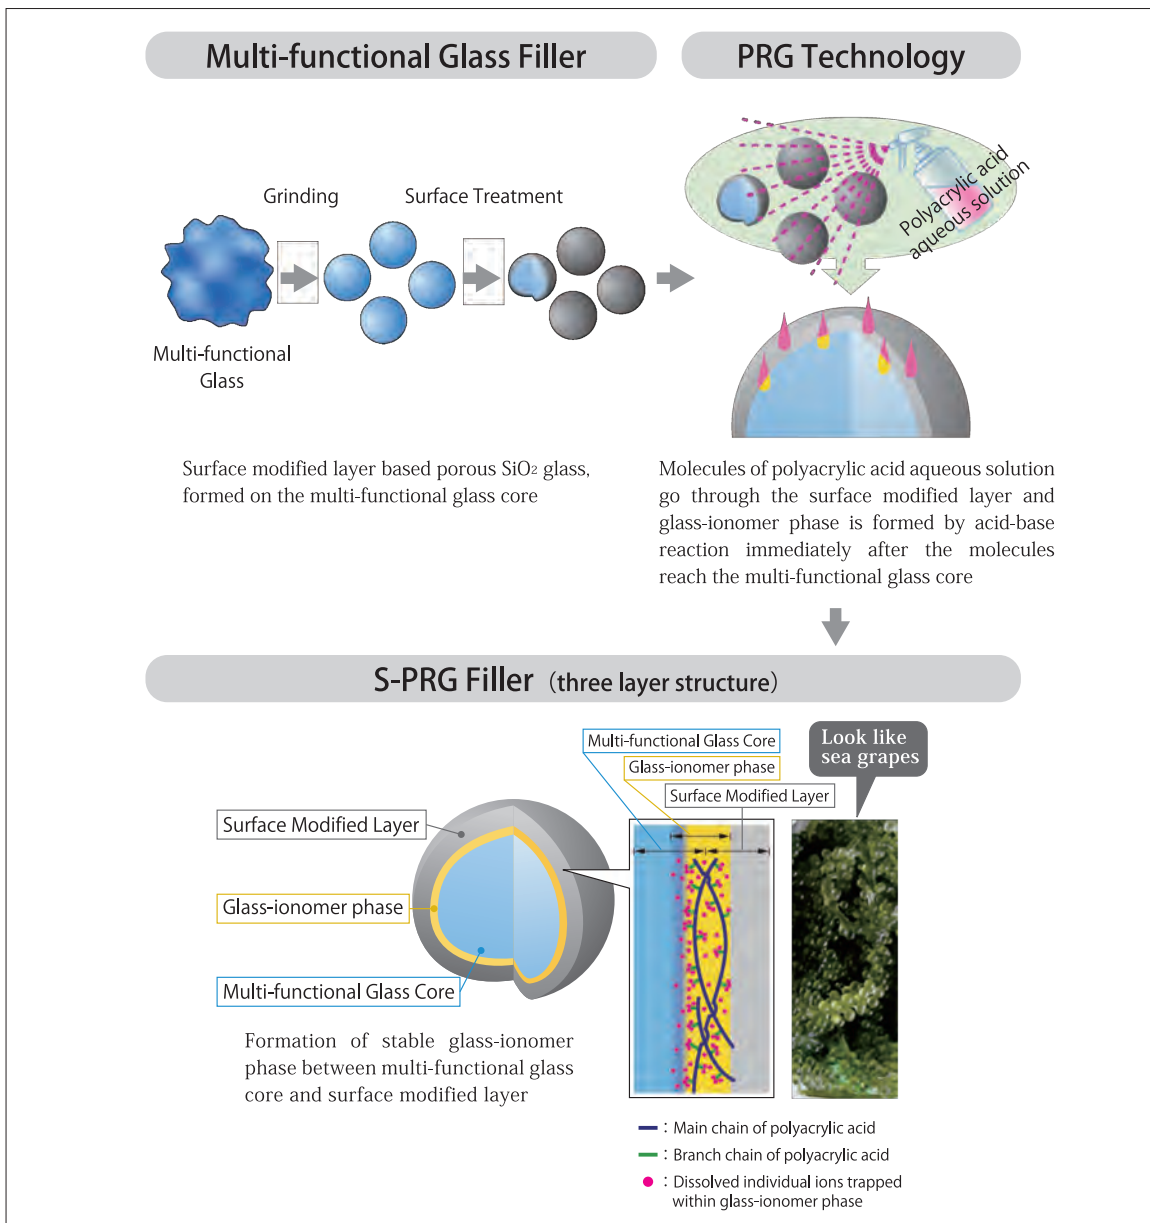 Multi-functional Glass Filler
PRG Technology
Grinding
Surface Treatment
Multi-functional
Glass
Polyacrylic acid
aqueous solution
Surface modified layer based porous SiO2 glass,
formed on the multi-functional glass core
Molecules of polyacrylic acid aqueous solution
go through the surface modified layer and
glass-ionomer phase is formed by acid-base
reaction immediately after the molecules
reach the multi-functional glass core
S-PRG Filler (three layer structure)
Surface Modified Layer
Glass-ionomer phase
Multi-functional Glass Core
Formation of stable glass-ionomer
phase between multi-functional glass
core and surface modified layer
Multi-functional Glass Core
Glass-ionomer phase
Surface Modified Layer
Look like
sea grapes
: Main chain of polyacrylic acid
: Branch chain of polyacrylic acid
: Dissolved individual ions trapped
within glass-ionomer phase